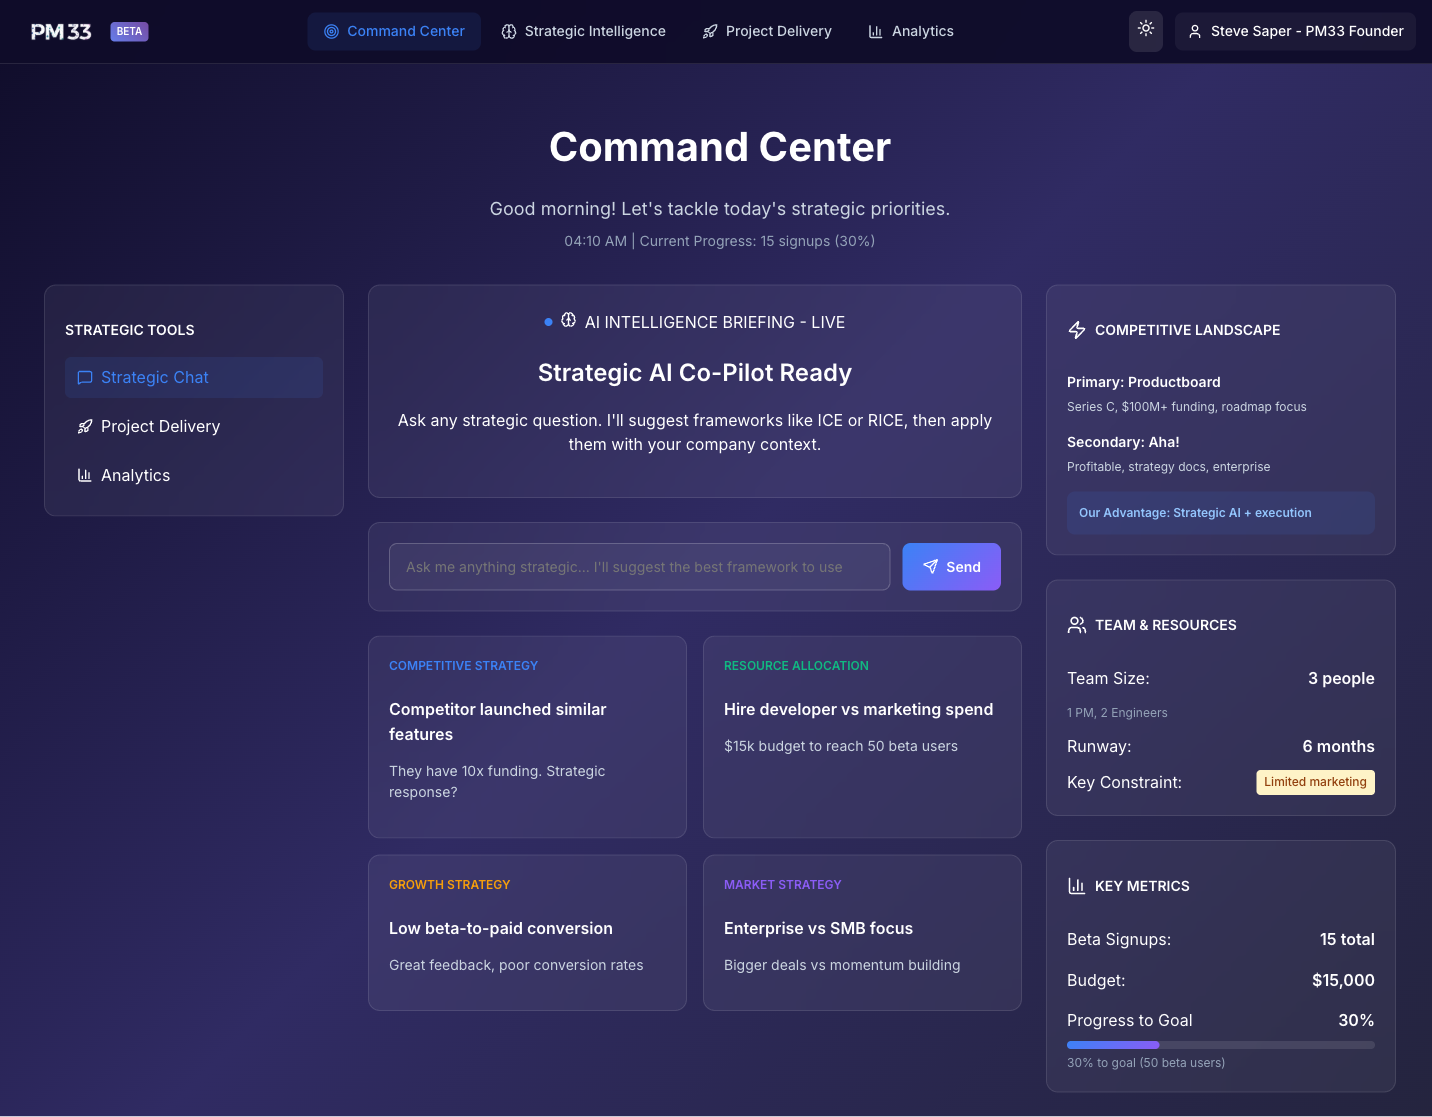 PM33 BETA
Command Center
Strategic Intelligence
Project Delivery
Analytics
Steve Saper - PM33 Founder
Command Center
Good morning! Let's tackle today's strategic priorities.
04:10 AM | Current Progress: 15 signups (30%)
STRATEGIC TOOLS
Strategic Chat
Project Delivery
Analytics
AI INTELLIGENCE BRIEFING - LIVE
Strategic AI Co-Pilot Ready
Ask any strategic question. I'll suggest frameworks like ICE or RICE, then apply
them with your company context.
Ask me anything strategic... I'll suggest the best framework to use
Send
COMPETITIVE STRATEGY
Competitor launched similar
features
They have 10x funding. Strategic
response?
RESOURCE ALLOCATION
Hire developer vs marketing spend
$15k budget to reach 50 beta users
GROWTH STRATEGY
Low beta-to-paid conversion
Great feedback, poor conversion rates
MARKET STRATEGY
Enterprise vs SMB focus
Bigger deals vs momentum building
COMPETITIVE LANDSCAPE
Primary: Productboard
Series C, $100M+ funding, roadmap focus
Secondary: Aha!
Profitable, strategy docs, enterprise
Our Advantage: Strategic AI + execution
TEAM & RESOURCES
Team Size: 3 people
1 PM, 2 Engineers
Runway: 6 months
Key Constraint: Limited marketing
KEY METRICS
Beta Signups: 15 total
Budget: $15,000
Progress to Goal 30%
30% to goal (50 beta users)